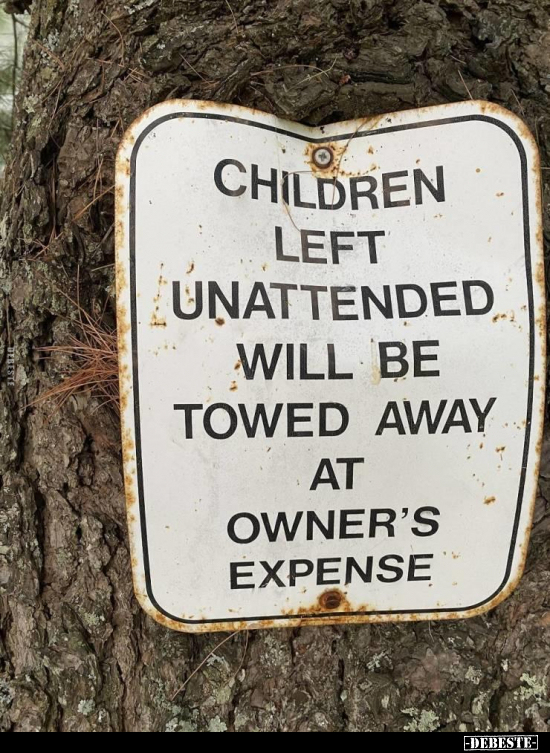 CHILDREN
LEFT
UNATTENDED
WILL BE
TOWED AWAY
AT
OWNER'S
EXPENSE
-DEBESTE-